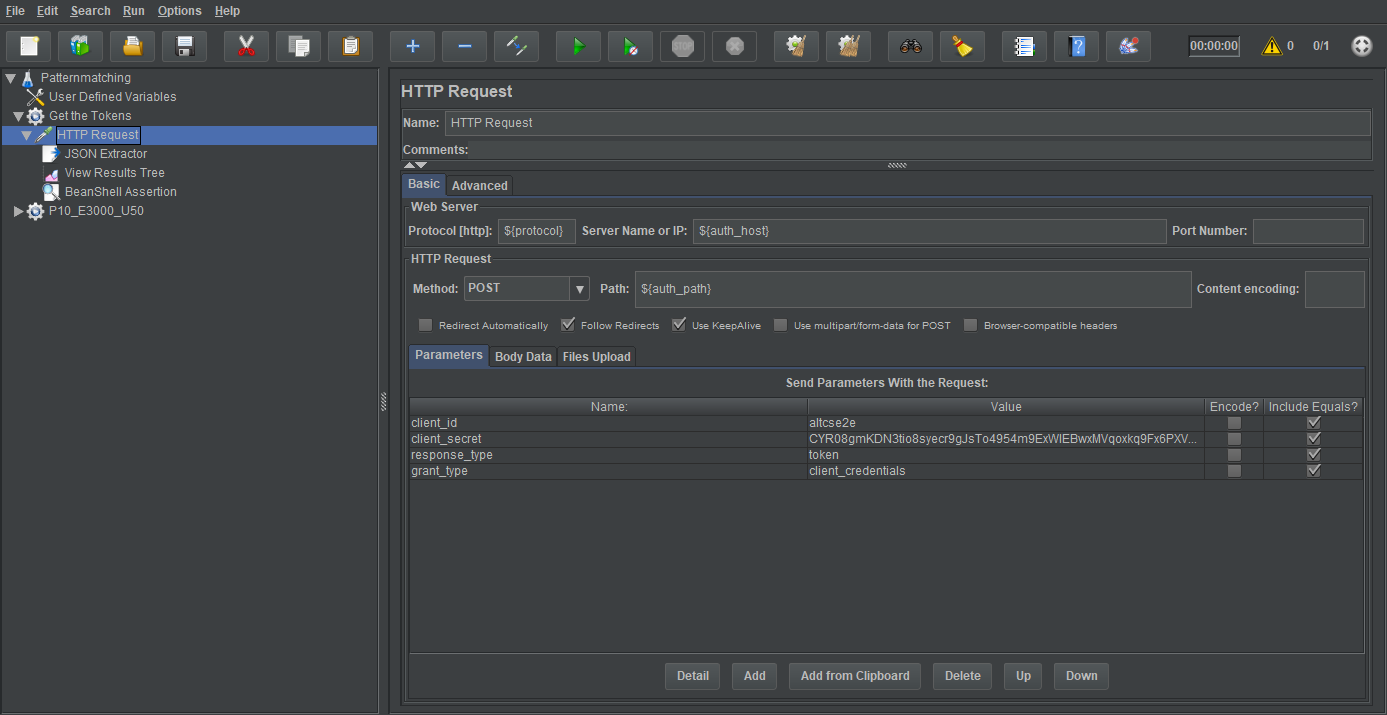 File Edit Search Run Options Help
STOP 00:00:00 0 0/1
Patternmatching
User Defined Variables
Get the Tokens
HTTP Request
JSON Extractor
View Results Tree
BeanShell Assertion
P10_E3000_U50
HTTP Request
Name: HTTP Request
Comments:
Basic Advanced
Web Server
Protocol [http]: ${protocol} Server Name or IP: ${auth_host} Port Number:
HTTP Request
Method: POST Path: ${auth_path} Content encoding:
Redirect Automatically Follow Redirects Use KeepAlive Use multipart/form-data for POST Browser-compatible headers
Parameters Body Data Files Upload
Send Parameters With the Request:
Name: Value Encode? Include Equals?
client_id altcse2e
client_secret CYR08gmKDN3tio8syecr9gJsTo4954m9ExWIEBwxMVqoxkq9Fx6PXV...
response_type token
grant_type client_credentials
Detail Add Add from Clipboard Delete Up Down